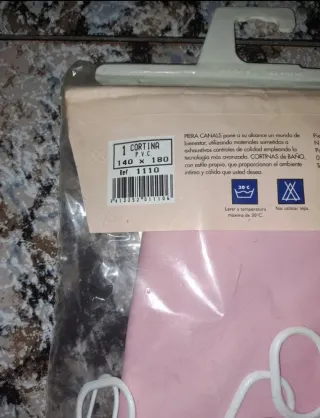 1 CORTINA
P.V.C.
140 x 180
Ref 1110
PIERA CANALS pone a su alcance un mundo de
bienestar, utilizando materiales sometidos a
exhaustivos controles de calidad empleando la
tecnología más avanzada. CORTINAS de BAÑO,
con estilo propio, que proporcionan el ambiente
íntimo y cálido que usted desea.
30 C
Lavar a temperatura
máxima de 30°C.
No utilizar lejía.